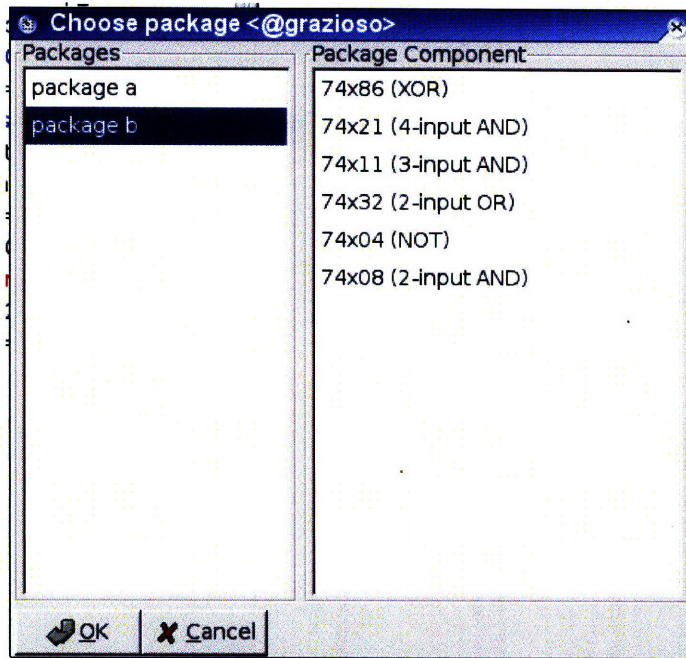 Choose package <@grazioso>
Packages
package a
package b
Package Component
74x86 (XOR)
74x21 (4-input AND)
74x11 (3-input AND)
74x32 (2-input OR)
74x04 (NOT)
74x08 (2-input AND)
OK
Cancel